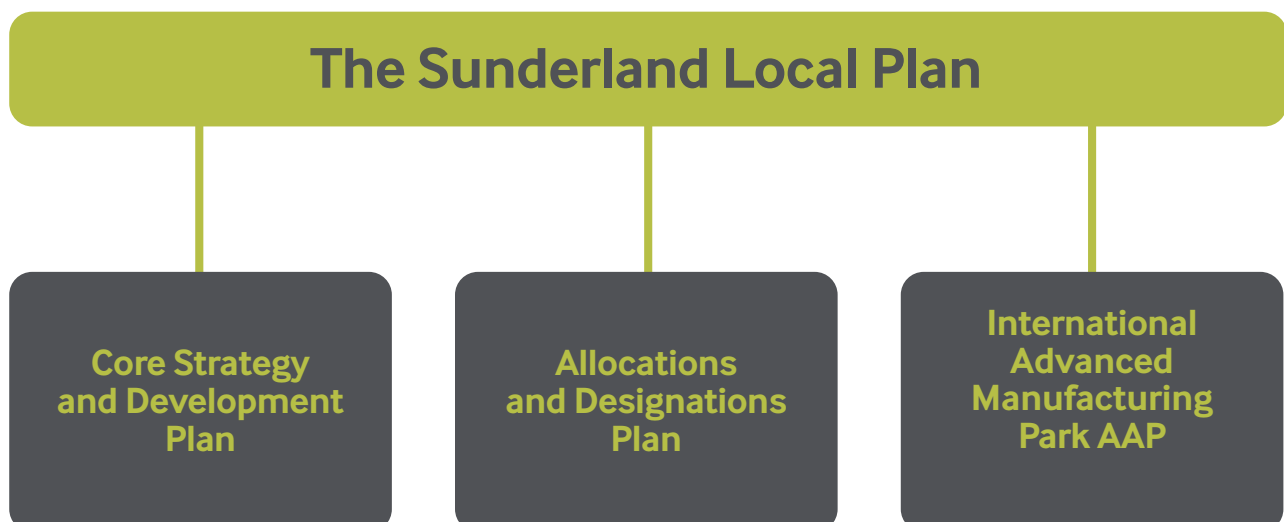 The Sunderland Local Plan
Core Strategy
and Development
Plan
Allocations
and Designations
Plan
International
Advanced
Manufacturing
Park AAP